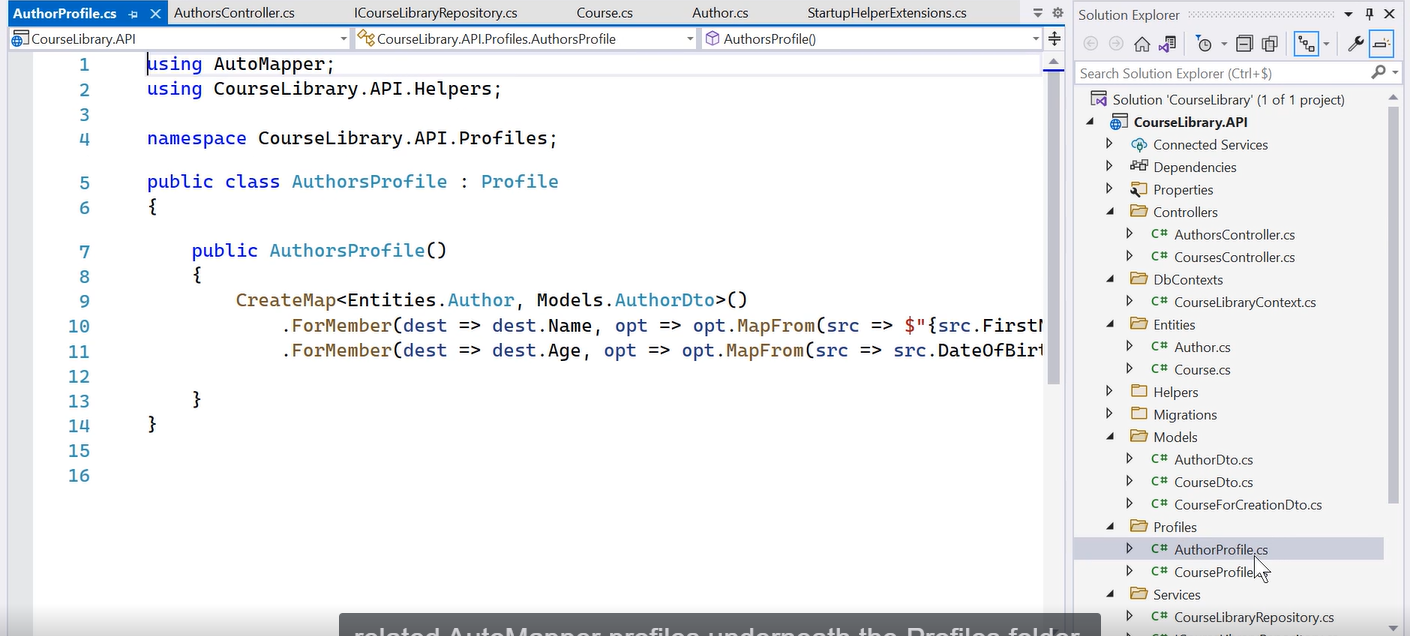 AuthorProfile.cs
AuthorsController.cs
ICourseLibraryRepository.cs
Course.cs
Author.cs
StartupHelperExtensions.cs
CourseLibrary.API
CourseLibrary.API.Profiles.AuthorsProfile
AuthorsProfile()
1 using AutoMapper;
2 using CourseLibrary.API.Helpers;
3
4 namespace CourseLibrary.API.Profiles;
5 public class AuthorsProfile : Profile
6 {
7 public AuthorsProfile()
8 {
9 CreateMap<Entities.Author, Models.AuthorDto>()
10 .ForMember(dest => dest.Name, opt => opt.MapFrom(src => $"{src.FirstN
11 .ForMember(dest => dest.Age, opt => opt.MapFrom(src => src.DateOfBirt
12
13 }
14 }
15
16
related AutoMapper profiles underneath the Profiles folder
Solution Explorer
Search Solution Explorer (Ctrl+$)
Solution 'CourseLibrary' (1 of 1 project)
CourseLibrary.API
Connected Services
Dependencies
Properties
Controllers
C# AuthorsController.cs
C# CoursesController.cs
DbContexts
C# CourseLibraryContext.cs
Entities
C# Author.cs
C# Course.cs
Helpers
Migrations
Models
C# AuthorDto.cs
C# CourseDto.cs
C# CourseForCreationDto.cs
Profiles
C# AuthorProfile.cs
C# CourseProfile
Services
C# CourseLibraryRepository.cs